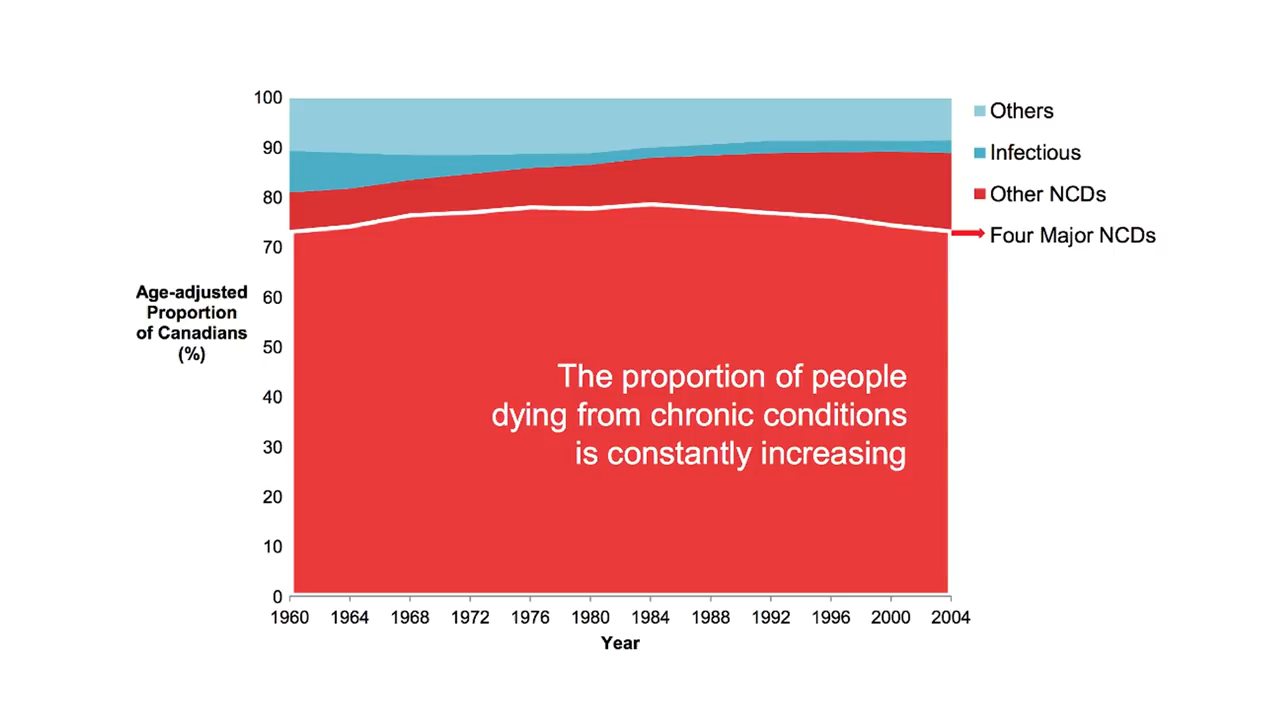 100
90
80
70
60
50
40
30
20
10
0
Age-adjusted
Proportion
of Canadians
(%)
Others
Infectious
Other NCDs
Four Major NCDs
The proportion of people
dying from chronic conditions
is constantly increasing
1960 1964 1968 1972 1976 1980 1984 1988 1992 1996 2000 2004
Year